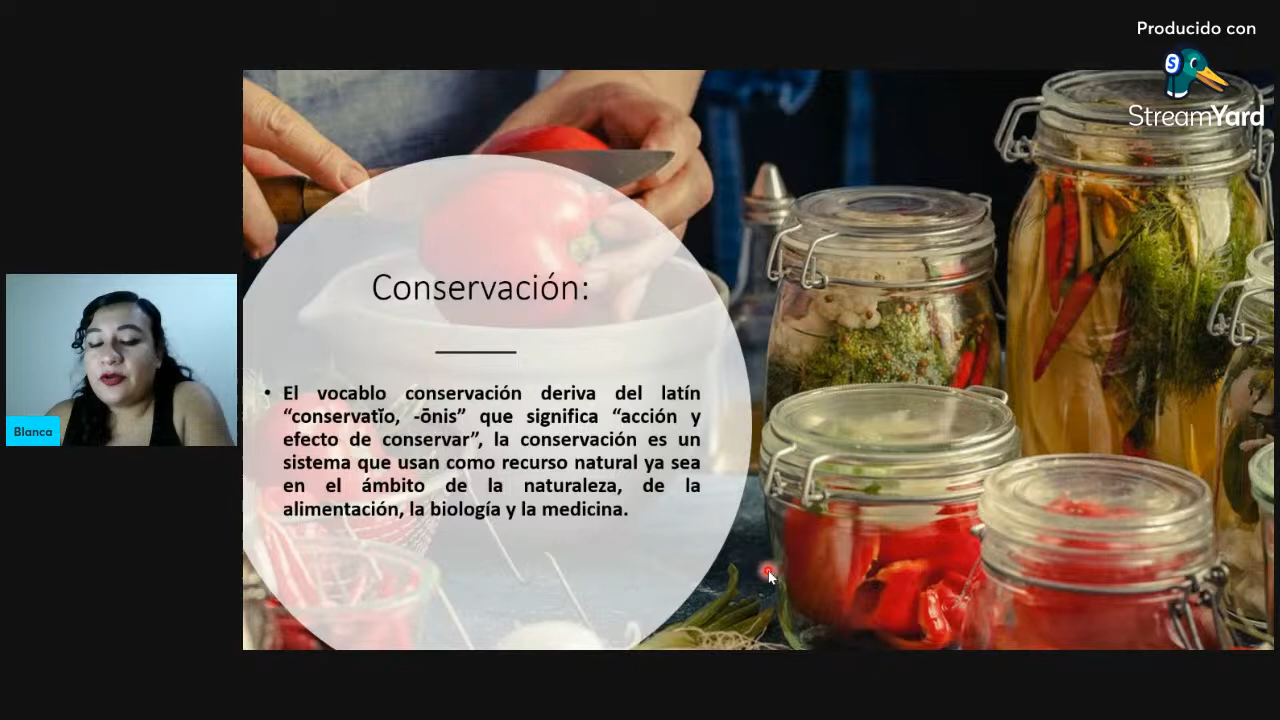 Producido con
StreamYard
Conservación:
• El vocablo conservación deriva del latín
“conservatĭo, -ōnis” que significa “acción y
efecto de conservar”, la conservación es un
sistema que usan como recurso natural ya sea
en el ámbito de la naturaleza, de la
alimentación, la biología y la medicina.
Blanca